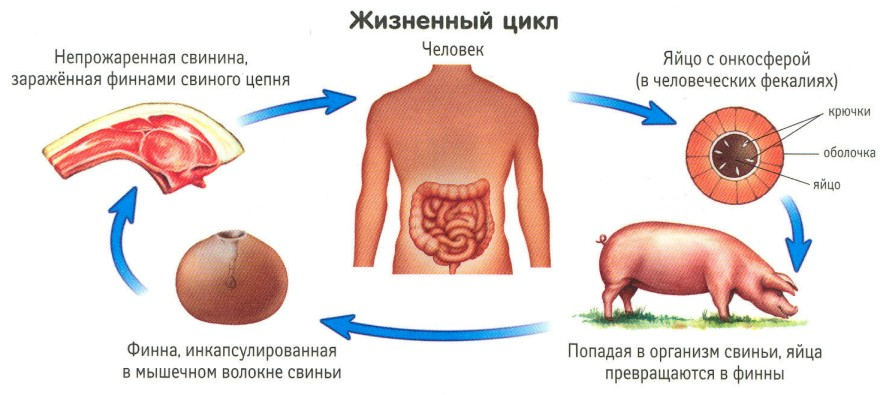 Жизненный цикл
Непрожаренная свинина,
заражённая финнами свиного цепня
Человек
Яйцо с онкосферой
(в человеческих фекалиях)
крючки
оболочка
яйцо
Финна, инкапсулированная
в мышечном волокне свиньи
Попадая в организм свиньи, яйца
превращаются в финны